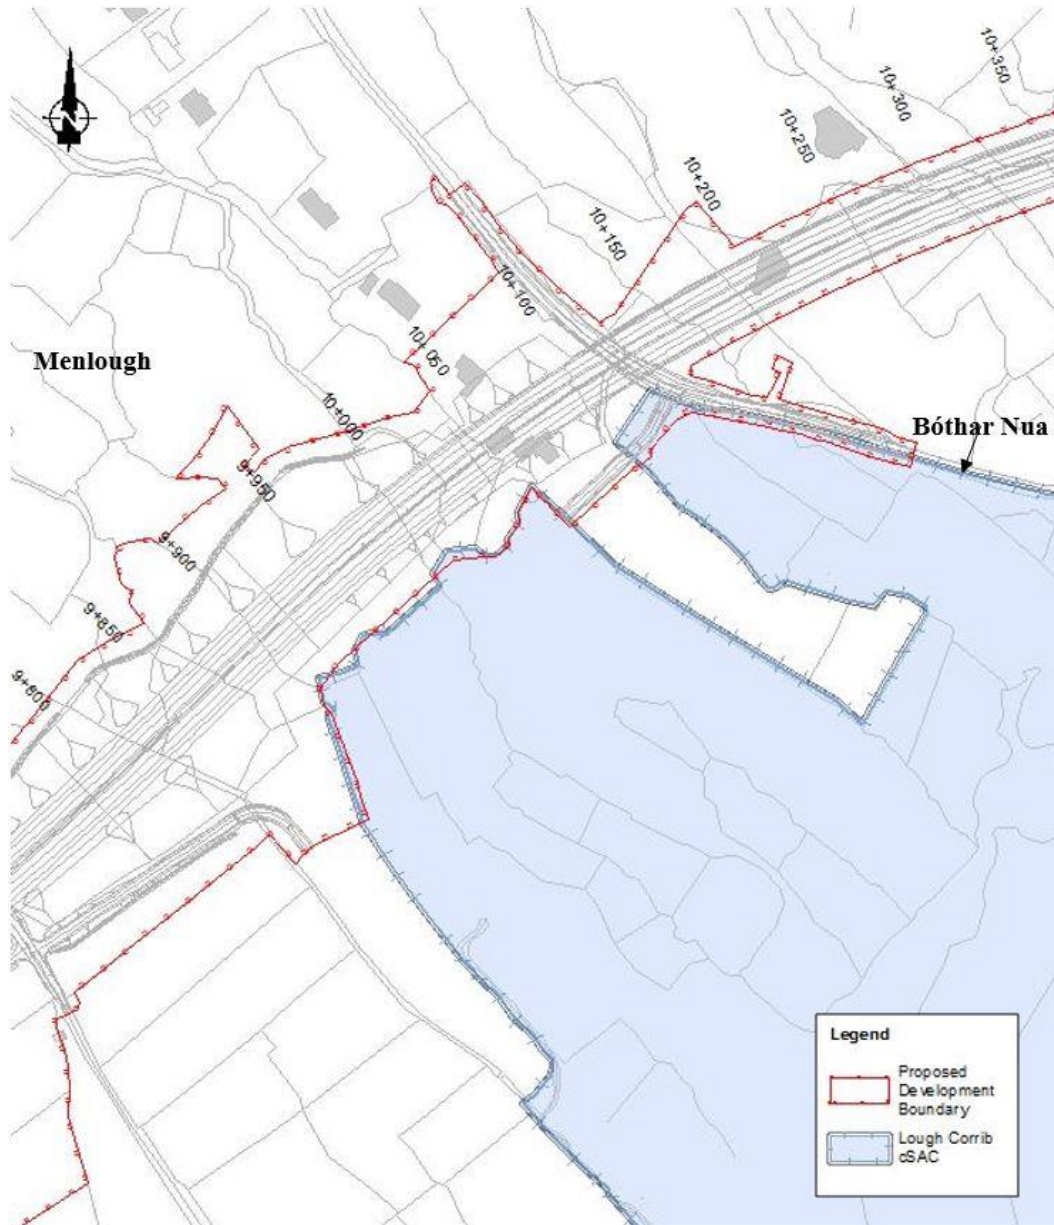 N
10+350
10+300
10+250
10+200
10+150
10+100
10+050
Menlough
10+000
Bóthar Nua
9+950
9+900
9+850
9+800
Legend
Proposed
Development
Boundary
Lough Corrib
cSAC